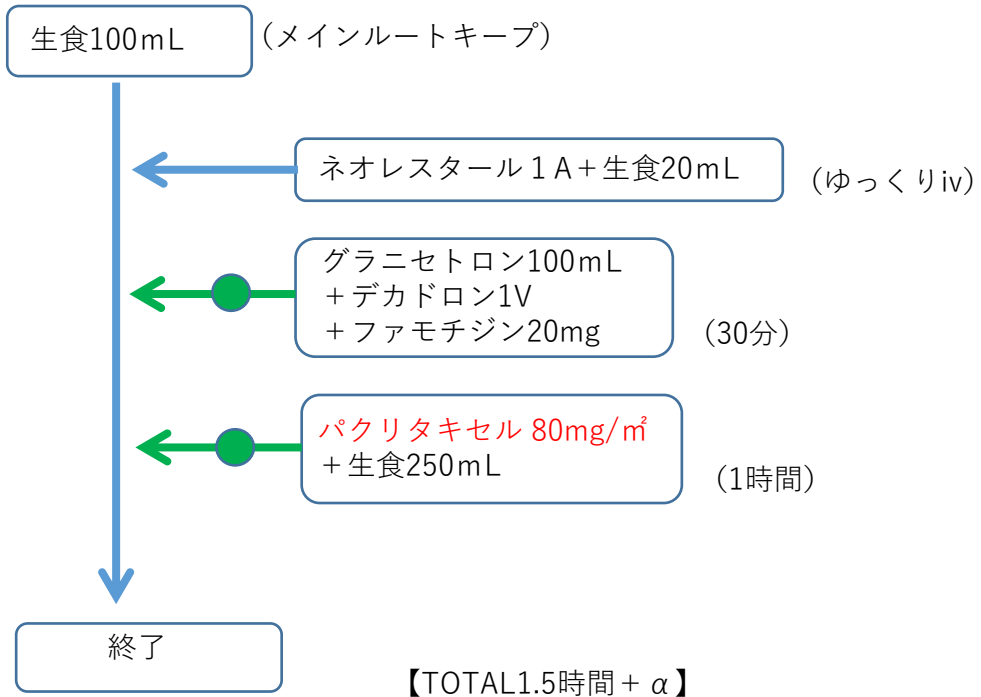 生食100mL
（メインルートキープ）
ネオレスタール１A＋生食20mL
（ゆっくりiv）
グラニセトロン100mL
＋デカドロン1V
＋ファモチジン20mg
（30分）
パクリタキセル 80mg/㎡
＋生食250mL
（1時間）
終了
【TOTAL1.5時間＋α】